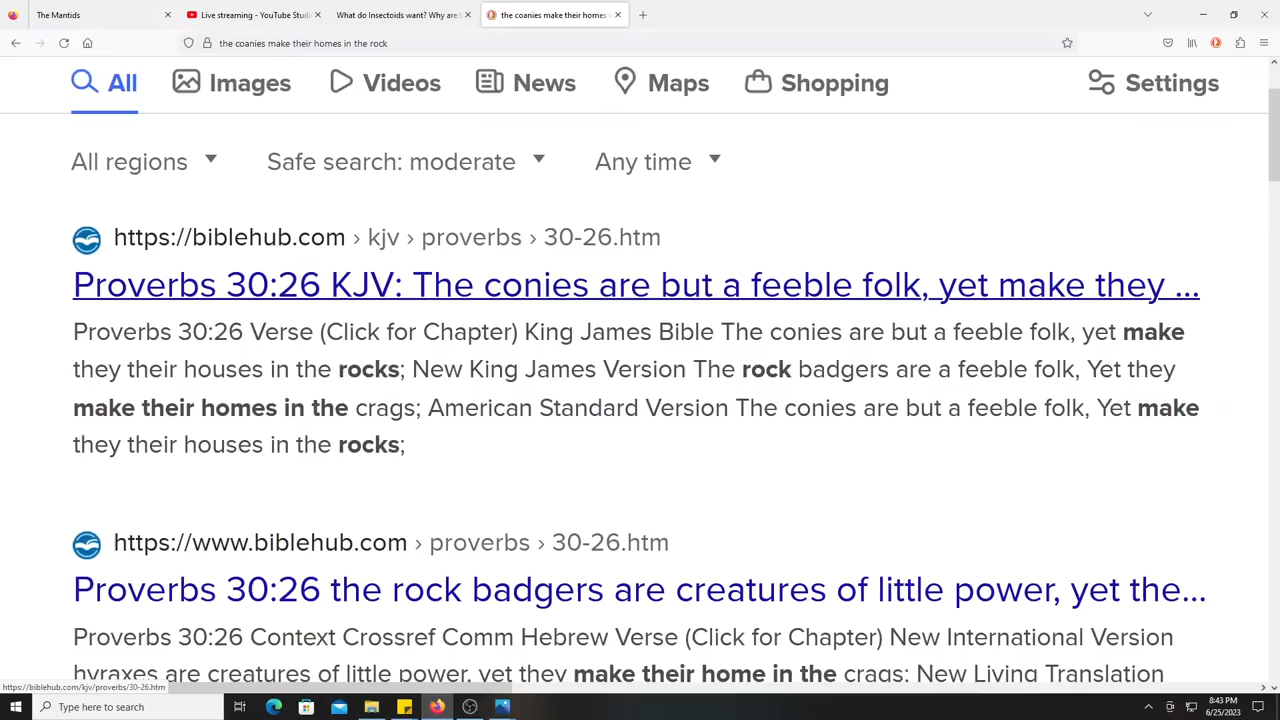 The Mantids
Live streaming - YouTube Studi
What do Insectoids want? Why are t
the coanies make their homes i
the coanies make their homes in the rock
All Images Videos News Maps Shopping Settings
All regions Safe search: moderate Any time
https://biblehub.com › kjv › proverbs › 30-26.htm
Proverbs 30:26 KJV: The conies are but a feeble folk, yet make they ...
Proverbs 30:26 Verse (Click for Chapter) King James Bible The conies are but a feeble folk, yet make
they their houses in the rocks; New King James Version The rock badgers are a feeble folk, Yet they
make their homes in the crags; American Standard Version The conies are but a feeble folk, Yet make
they their houses in the rocks;
https://www.biblehub.com › proverbs › 30-26.htm
Proverbs 30:26 the rock badgers are creatures of little power, yet the...
Proverbs 30:26 Context Crossref Comm Hebrew Verse (Click for Chapter) New International Version
hyraxes are creatures of little power, yet they make their home in the crags; New Living Translation
https://biblehub.com/kjv/proverbs/30-26.htm
Type here to search
8:43 PM
6/25/2023